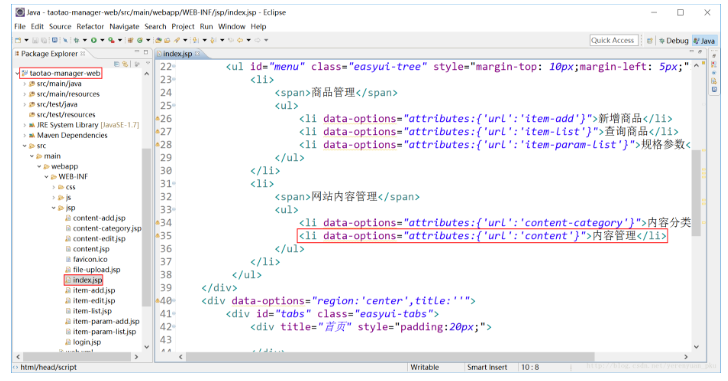 Java - taotao-manager-web/src/main/webapp/WEB-INF/jsp/index.jsp - Eclipse
File Edit Source Refactor Navigate Search Project Run Window Help
Quick Access
Debug
Java
Package Explorer
taotao-manager-web
src/main/java
src/main/resources
src/test/java
src/test/resources
JRE System Library [JavaSE-1.7]
Maven Dependencies
src
main
webapp
WEB-INF
css
js
jsp
content-add.jsp
content-category.jsp
content-edit.jsp
content.jsp
favicon.ico
file-upload.jsp
index.jsp
item-add.jsp
item-edit.jsp
item-list.jsp
item-param-add.jsp
item-param-list.jsp
login.jsp
index.jsp
22 <ul id="menu" class="easyui-tree" style="margin-top: 10px;margin-left: 5px;"
23 <li>
24 <span>商品管理</span>
25 <ul>
26 <li data-options="attributes:{'url':'item-add'}">新增商品</li>
27 <li data-options="attributes:{'url':'item-list'}">查询商品</li>
28 <li data-options="attributes:{'url':'item-param-list'}">规格参数<
29 </ul>
30 </li>
31 <li>
32 <span>网站内容管理</span>
33 <ul>
34 <li data-options="attributes:{'url':'content-category'}">内容分类
35 <li data-options="attributes:{'url':'content'}">内容管理</li>
36 </ul>
37 </li>
38 </ul>
39 </div>
40 <div data-options="region:'center',title:''">
41 <div id="tabs" class="easyui-tabs">
42 <div title="首页" style="padding:20px;">
43
html/head/script
Writable
Smart Insert
10 : 8